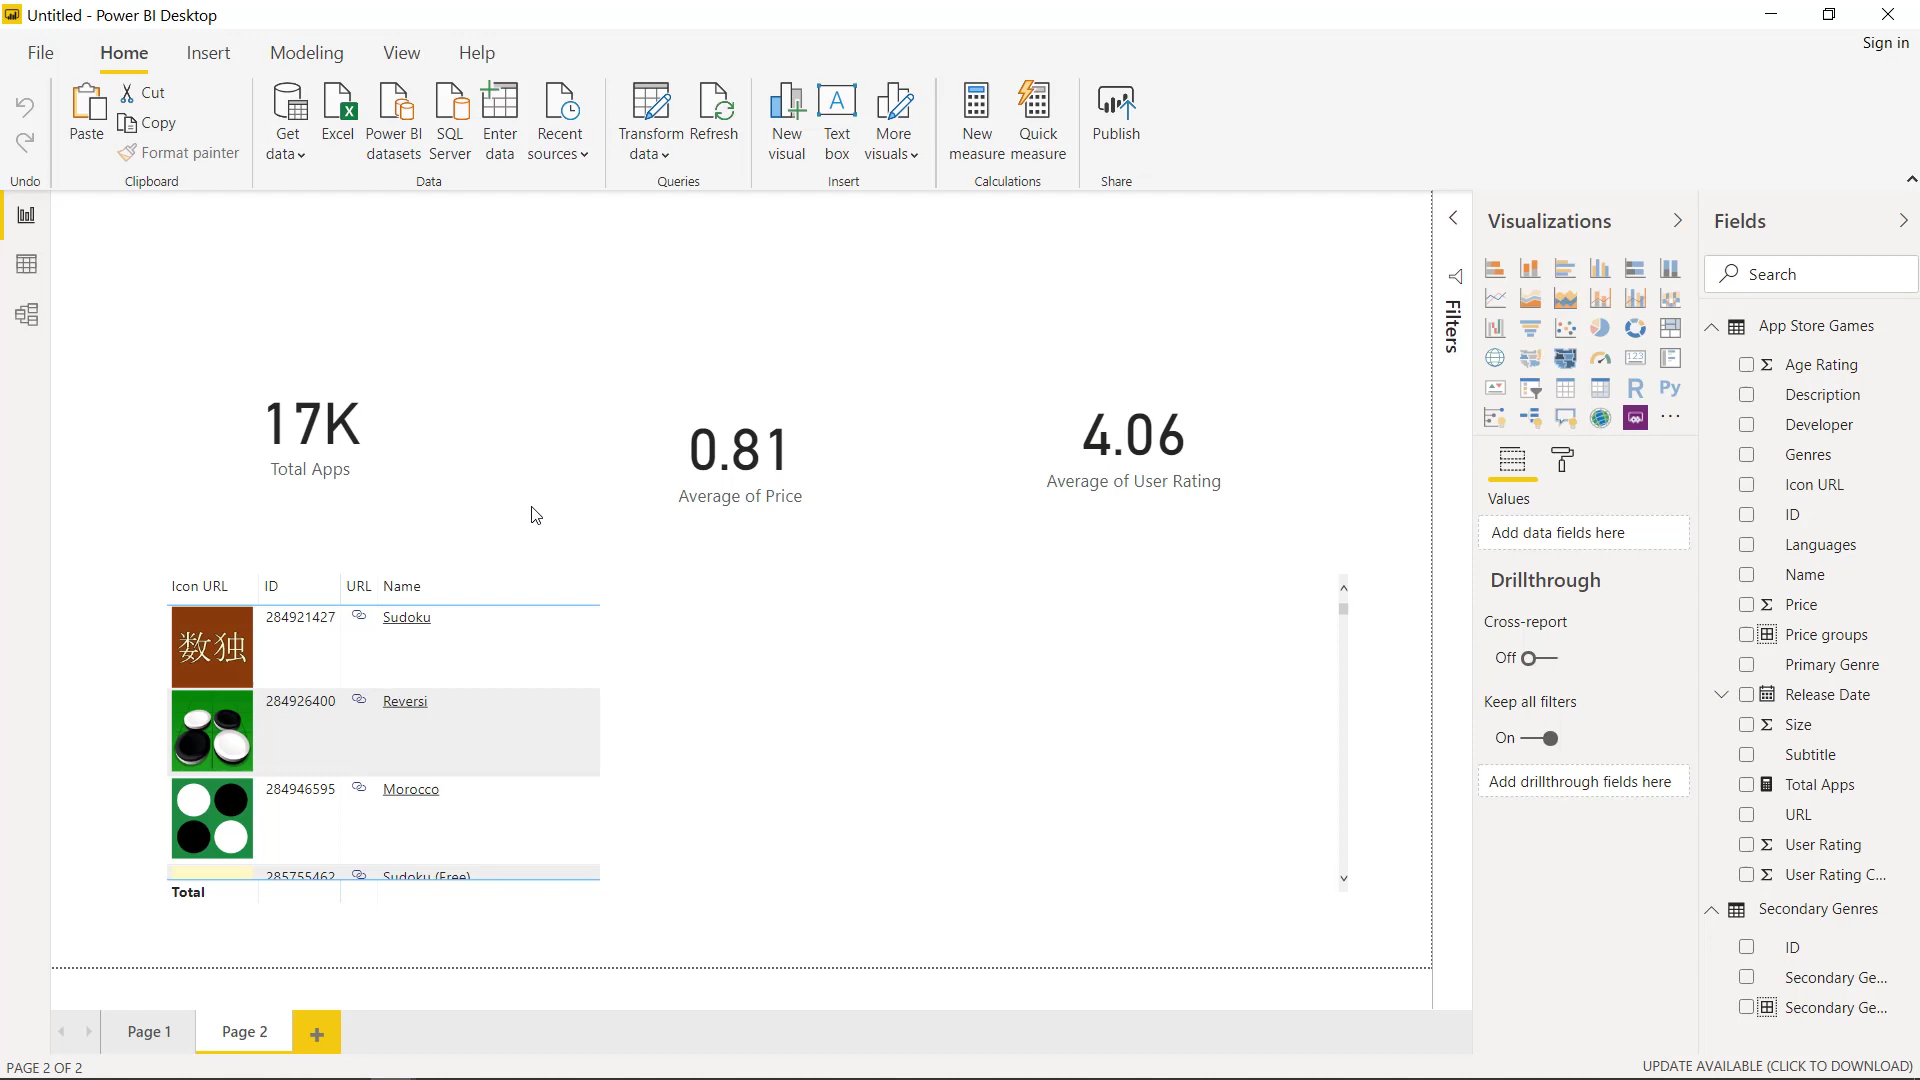 Untitled - Power BI Desktop
File Home Insert Modeling View Help
Sign in
Paste
Cut
Copy
Format painter
Get data
Excel
Power BI datasets
SQL Server
Enter data
Recent sources
Transform data
Refresh
New visual
Text box
More visuals
New measure
Quick measure
Publish
Undo
Clipboard
Data
Queries
Insert
Calculations
Share
17K
Total Apps
0.81
Average of Price
4.06
Average of User Rating
Icon URL ID URL Name
数独
284921427 Sudoku
284926400 Reversi
284946595 Morocco
285755462 Sudoku (Free)
Total
Filters
Visualizations
123
R Py
Values
Add data fields here
Drillthrough
Cross-report
Off
Keep all filters
On
Add drillthrough fields here
Fields
Search
App Store Games
Age Rating
Description
Developer
Genres
Icon URL
ID
Languages
Name
Price
Price groups
Primary Genre
Release Date
Size
Subtitle
Total Apps
URL
User Rating
User Rating C...
Secondary Genres
ID
Secondary Ge...
Secondary Ge...
Page 1
Page 2
PAGE 2 OF 2
UPDATE AVAILABLE (CLICK TO DOWNLOAD)